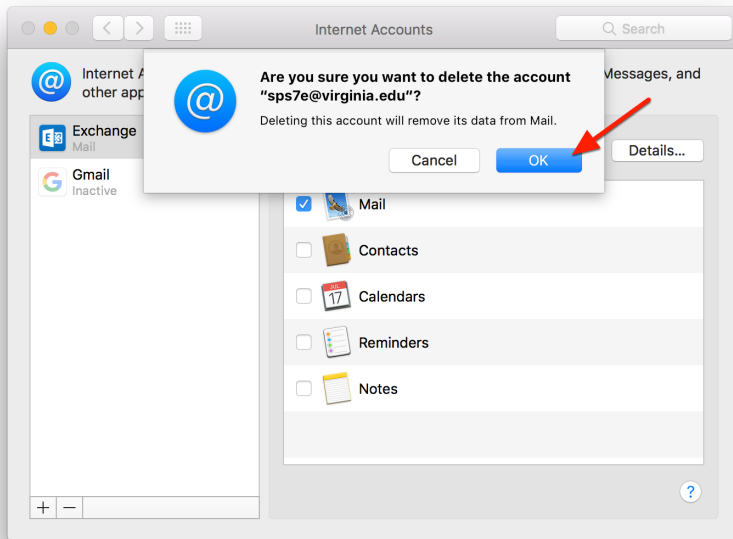 Internet Accounts
Search
Internet A
other app
Messages, and
Are you sure you want to delete the account
“sps7e@virginia.edu”?
Deleting this account will remove its data from Mail.
Cancel
OK
Exchange
Mail
Gmail
Inactive
Details...
Mail
Contacts
JUL
17
Calendars
Reminders
Notes
+
−
?